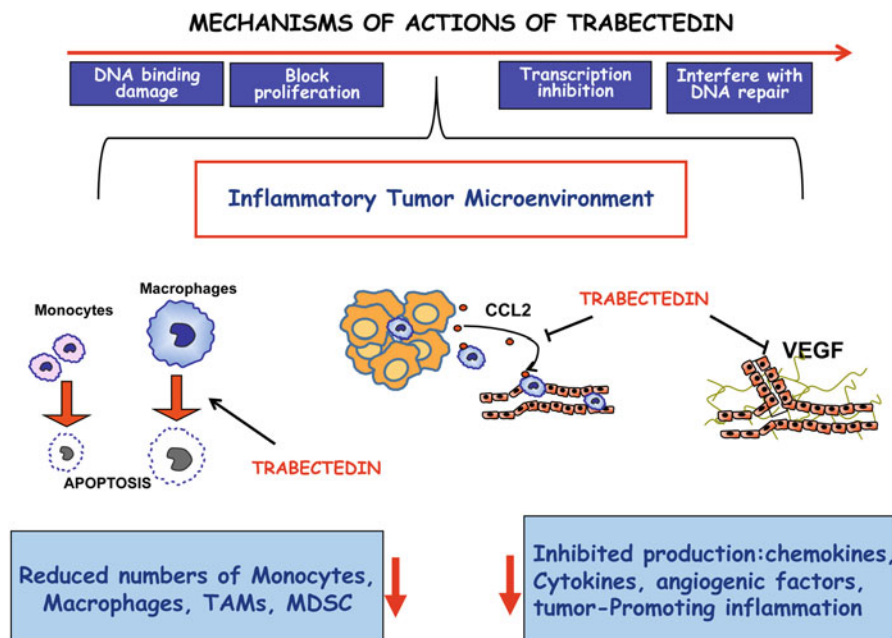 MECHANISMS OF ACTIONS OF TRABECTEDIN
DNA binding
damage
Block
proliferation
Transcription
inhibition
Interfere with
DNA repair
Inflammatory Tumor Microenvironment
Monocytes
Macrophages
APOPTOSIS
TRABECTEDIN
CCL2
TRABECTEDIN
VEGF
Reduced numbers of Monocytes,
Macrophages, TAMs, MDSC
Inhibited production:chemokines,
Cytokines, angiogenic factors,
tumor-Promoting inflammation